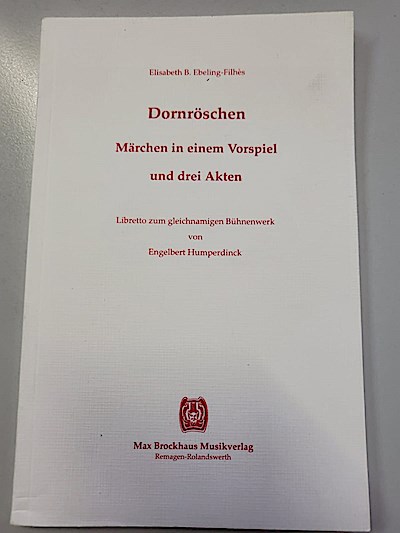 Elisabeth B. Ebeling-Filhès
Dornröschen
Märchen in einem Vorspiel
und drei Akten
Libretto zum gleichnamigen Bühnenwerk
von
Engelbert Humperdinck
Max Brockhaus Musikverlag
Remagen-Rolandswerth